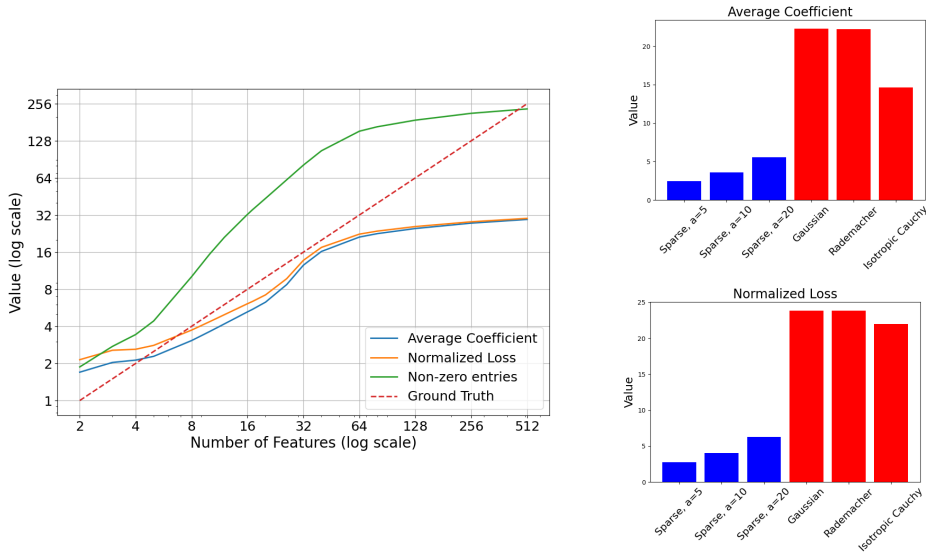 256
128
64
32
16
8
4
2
1
Value (log scale)
2 4 8 16 32 64 128 256 512
Number of Features (log scale)
Average Coefficient
Normalized Loss
Non-zero entries
Ground Truth
Average Coefficient
20
15
10
5
0
Value
Sparse, a=5
Sparse, a=10
Sparse, a=20
Gaussian
Rademacher
Isotropic Cauchy
Normalized Loss
25
20
15
10
5
0
Value
Sparse, a=5
Sparse, a=10
Sparse, a=20
Gaussian
Rademacher
Isotropic Cauchy